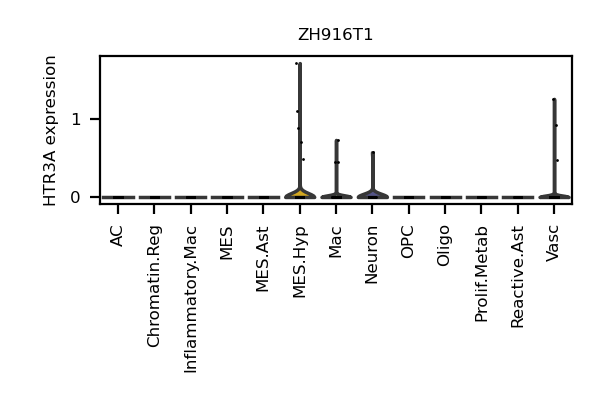 ZH916T1
HTR3A expression
1
0
AC
Chromatin.Reg
Inflammatory.Mac
MES
MES.Ast
MES.Hyp
Mac
Neuron
OPC
Oligo
Prolif.Metab
Reactive.Ast
Vasc